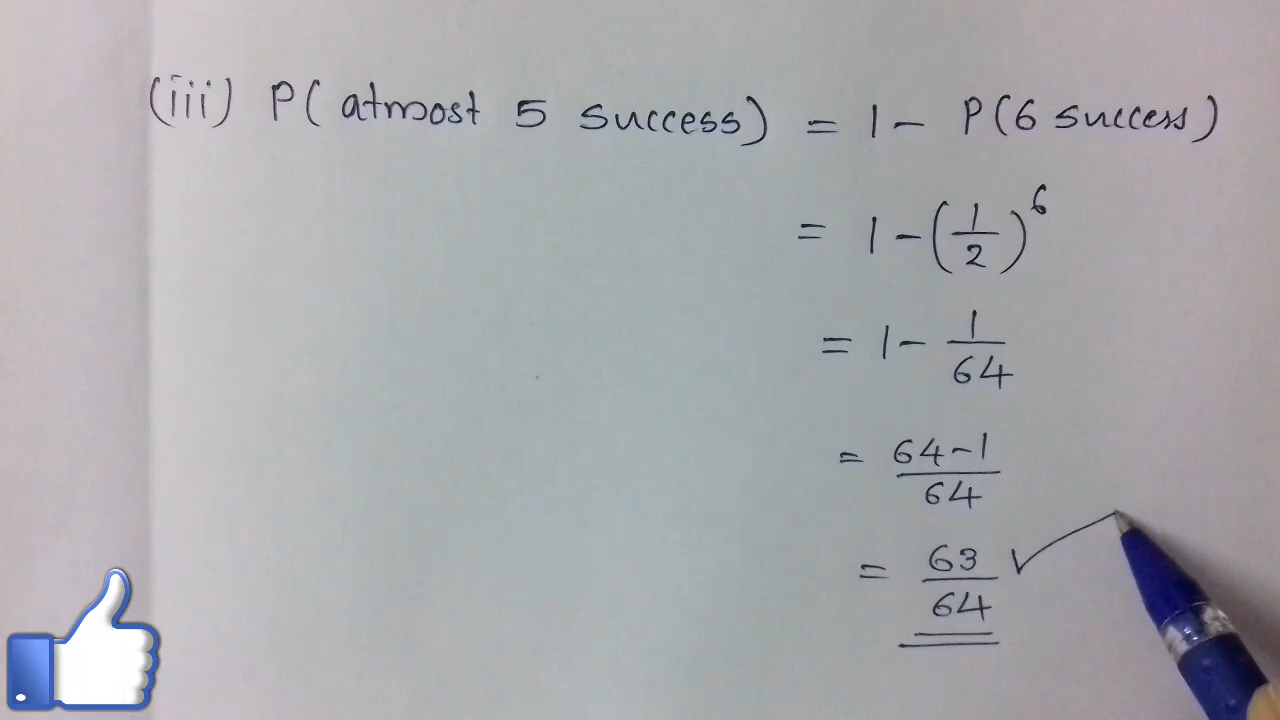 (iii) P( atmost 5 success) = 1 - P(6 success)
= 1 - (1/2)^6
= 1 - 1/64
= 64-1/64
= 63/64 ✓